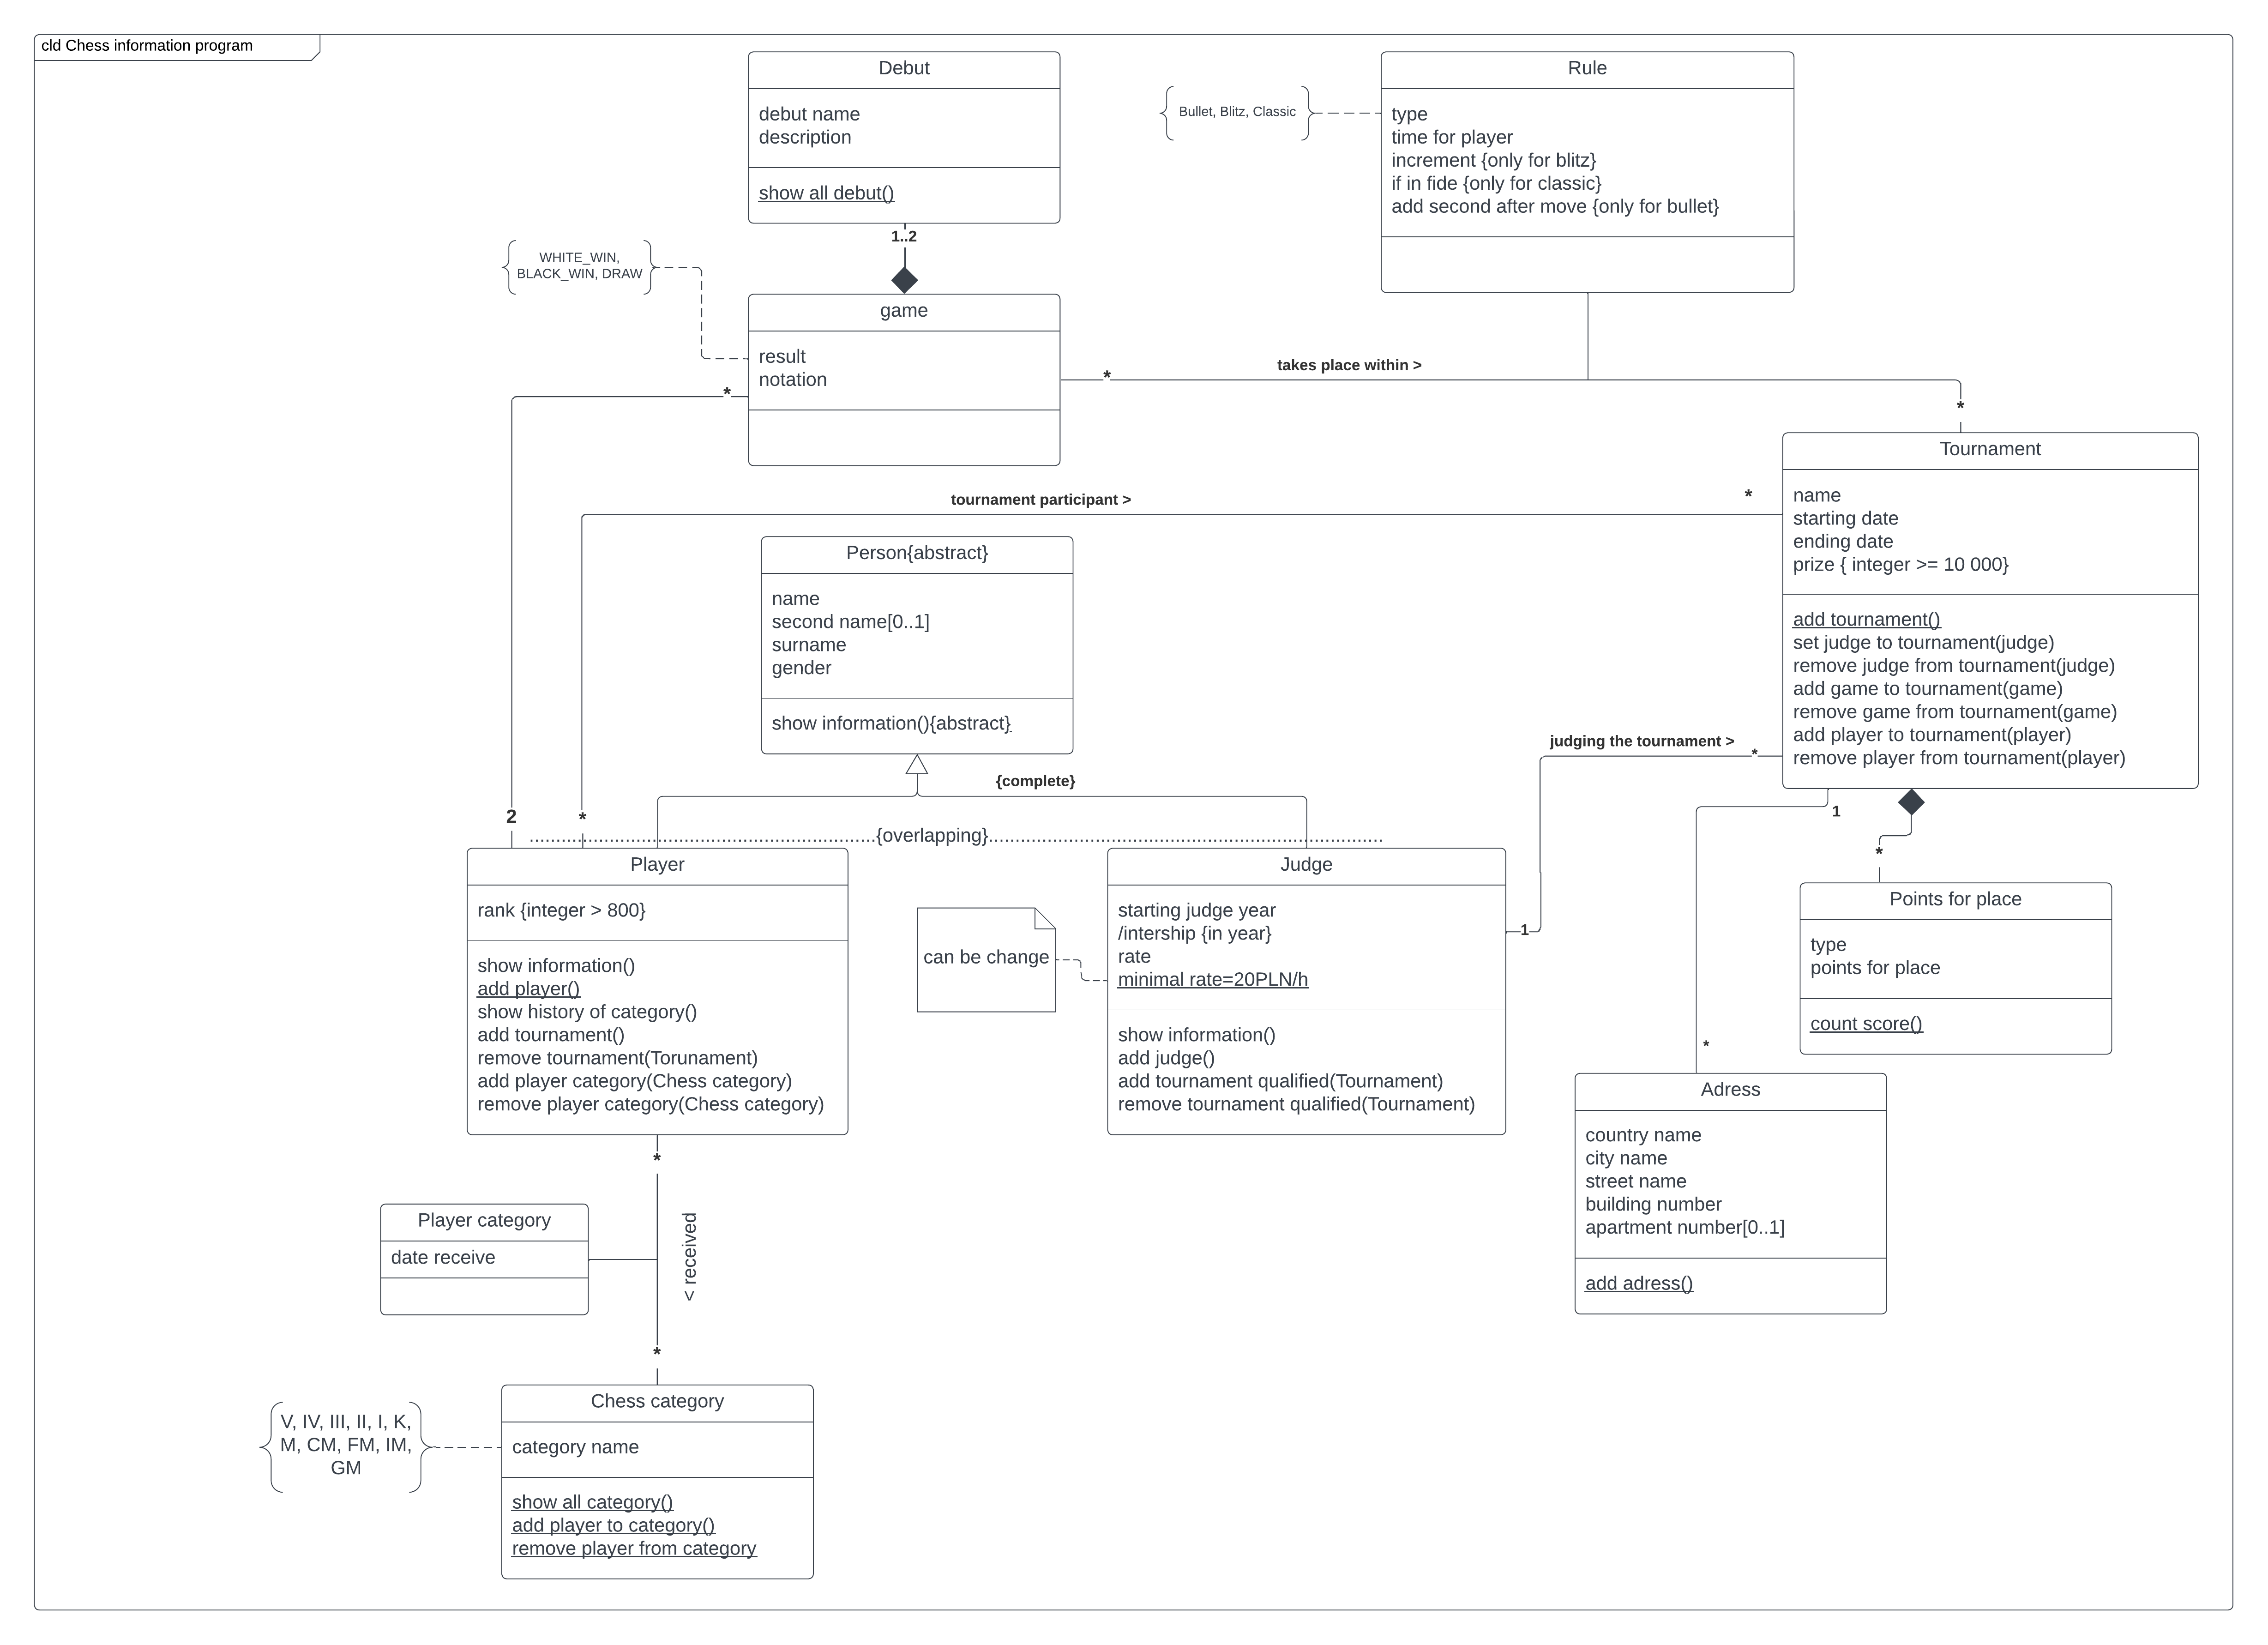 cld Chess information program
Debut
debut name
description
show all debut()
1..2
Rule
Bullet, Blitz, Classic
type
time for player
increment {only for blitz}
if in fide {only for classic}
add second after move {only for bullet}
WHITE_WIN,
BLACK_WIN, DRAW
game
result
notation
*
*
takes place within >
*
Tournament
name
starting date
ending date
prize { integer >= 10 000}
add tournament()
set judge to tournament(judge)
remove judge from tournament(judge)
add game to tournament(game)
remove game from tournament(game)
add player to tournament(player)
remove player from tournament(player)
tournament participant >
*
Person{abstract}
name
second name[0..1]
surname
gender
show information(){abstract}
{complete}
judging the tournament >
*
2
*
{overlapping}
1
*
Player
rank {integer > 800}
show information()
add player()
show history of category()
add tournament()
remove tournament(Torunament)
add player category(Chess category)
remove player category(Chess category)
can be change
Judge
starting judge year
/intership {in year}
rate
minimal rate=20PLN/h
show information()
add judge()
add tournament qualified(Tournament)
remove tournament qualified(Tournament)
1
Points for place
type
points for place
count score()
*
Adress
country name
city name
street name
building number
apartment number[0..1]
add adress()
*
Player category
date receive
< received
*
Chess category
category name
show all category()
add player to category()
remove player from category
V, IV, III, II, I, K,
M, CM, FM, IM,
GM